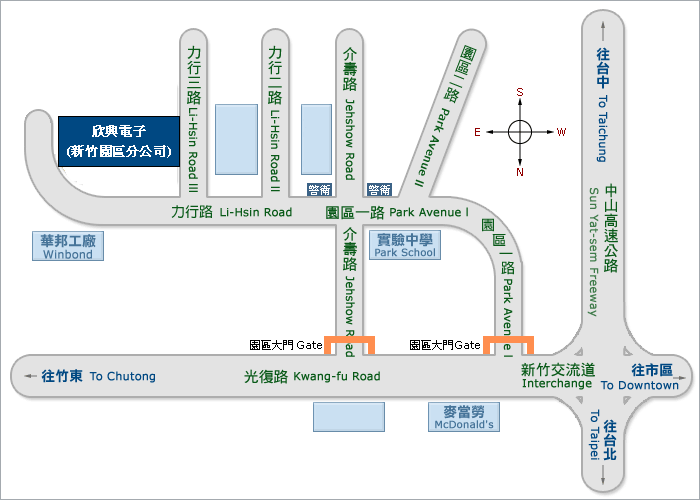 力行三路 Li-Hsin Road III
力行二路 Li-Hsin Road II
介壽路 Jehshow Road
園區二路 Park Avenue II
往台中 To Taichung
S
E
W
N
欣興電子
(新竹園區分公司)
警衛
警衛
力行路 Li-Hsin Road
園區一路 Park Avenue I
中山高速公路
Sun Yat-sem Freeway
華邦工廠
Winbond
介壽路 Jehshow Road
實驗中學
Park School
園區一路 Park Avenue I
園區大門 Gate
園區大門Gate
往竹東 To Chutong
光復路 Kwang-fu Road
新竹交流道
Interchange
往市區
To Downtown
麥當勞
McDonald's
往台北
To Taipei